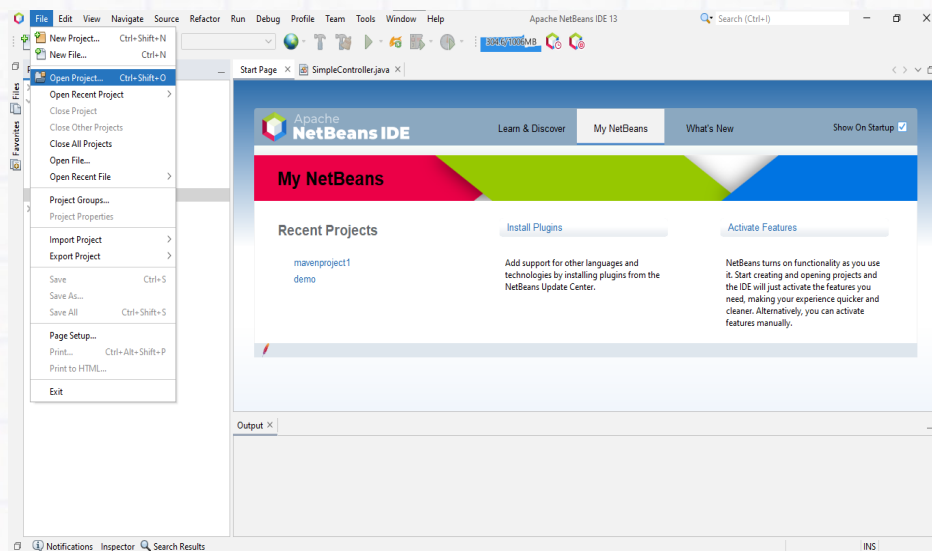 File Edit View Navigate Source Refactor Run Debug Profile Team Tools Window Help
Apache NetBeans IDE 13
Search (Ctrl+I)
New Project... Ctrl+Shift+N
New File... Ctrl+N
Open Project... Ctrl+Shift+O
Open Recent Project
Close Project
Close Other Projects
Close All Projects
Open File...
Open Recent File
Project Groups...
Project Properties
Import Project
Export Project
Save Ctrl+S
Save As...
Save All Ctrl+Shift+S
Page Setup...
Print... Ctrl+Alt+Shift+P
Print to HTML...
Exit
Files
Favorites
Start Page
SimpleController.java
Apache
NetBeans IDE
Learn & Discover
My NetBeans
What's New
Show On Startup
My NetBeans
Recent Projects
mavenproject1
demo
Install Plugins
Add support for other languages and
technologies by installing plugins from the
NetBeans Update Center.
Activate Features
NetBeans turns on functionality as you use
it. Start creating and opening projects and
the IDE will just activate the features you
need, making your experience quicker and
cleaner. Alternatively, you can activate
features manually.
Output
Notifications Inspector Search Results
INS